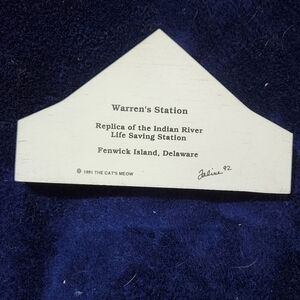 Warren's Station
Replica of the Indian River
Life Saving Station
Fenwick Island, Delaware
© 1991 THE CAT'S MEOW
Faline 92